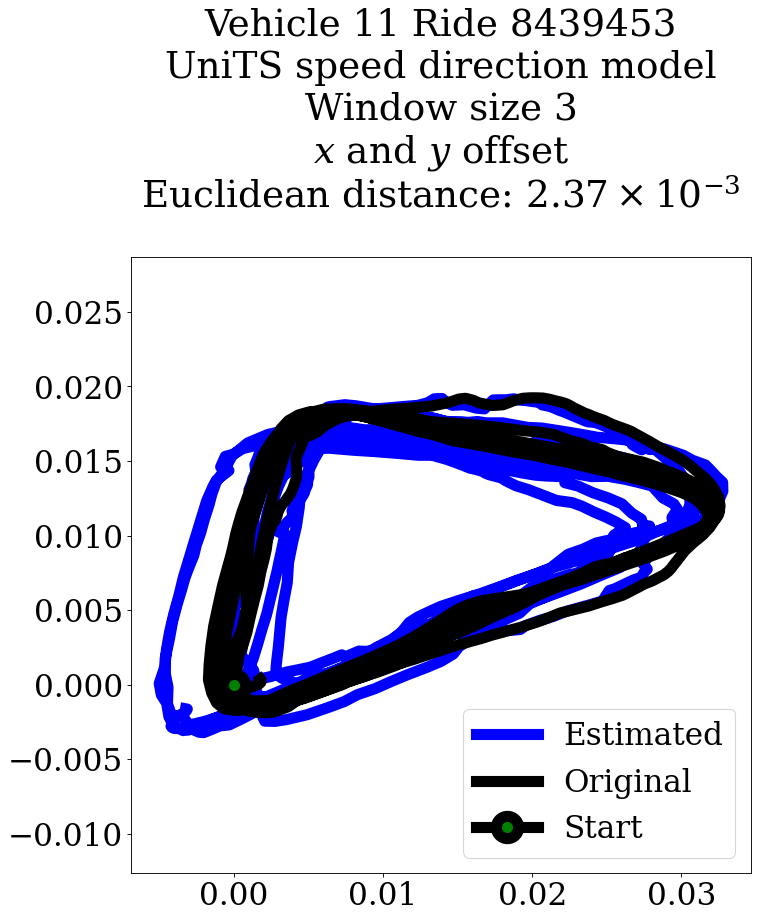 Vehicle 11 Ride 8439453
UniTS speed direction model
Window size 3
x and y offset
Euclidean distance: 2.37 × 10⁻³
0.025
0.020
0.015
0.010
0.005
0.000
−0.005
−0.010
0.00 0.01 0.02 0.03
Estimated
Original
Start